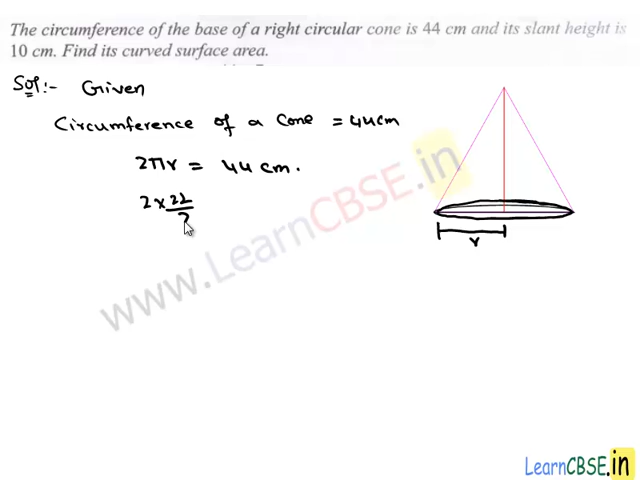 The circumference of the base of a right circular cone is 44 cm and its slant height is
10 cm. Find its curved surface area.
Sol:- Given
Circumference of a Cone = 44cm
2πr = 44 cm.
2 × 22/7
r
www.LearnCBSE.in
LearnCBSE.in